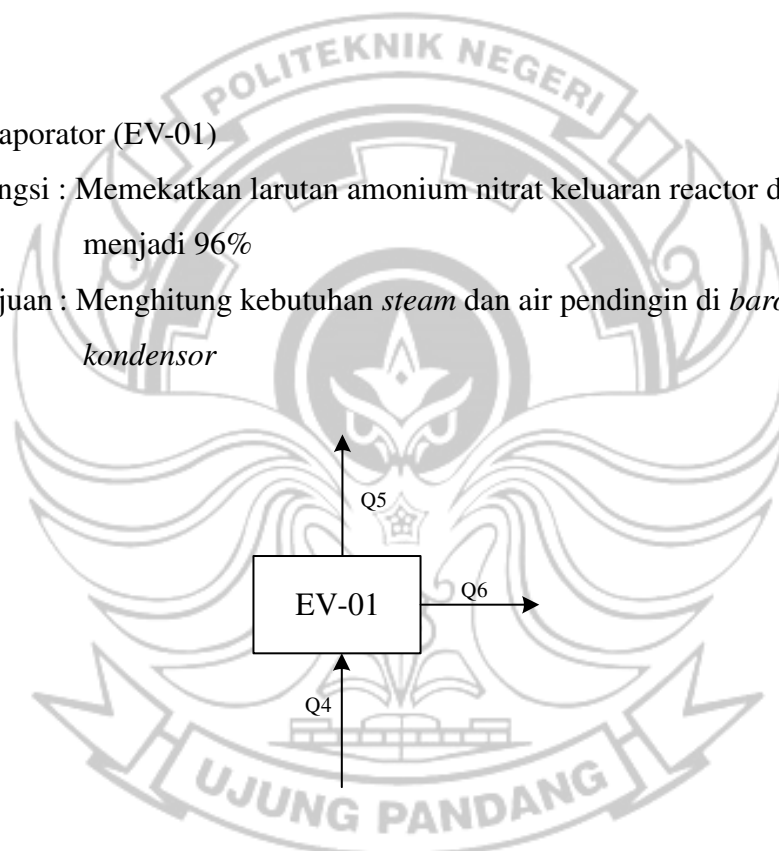 POLITEKNIK NEGERI
aporator (EV-01)
ngsi : Memekatkan larutan amonium nitrat keluaran reactor d
menjadi 96%
juan : Menghitung kebutuhan steam dan air pendingin di baro
kondensor
Q5
EV-01
Q6
Q4
UJUNG PANDANG